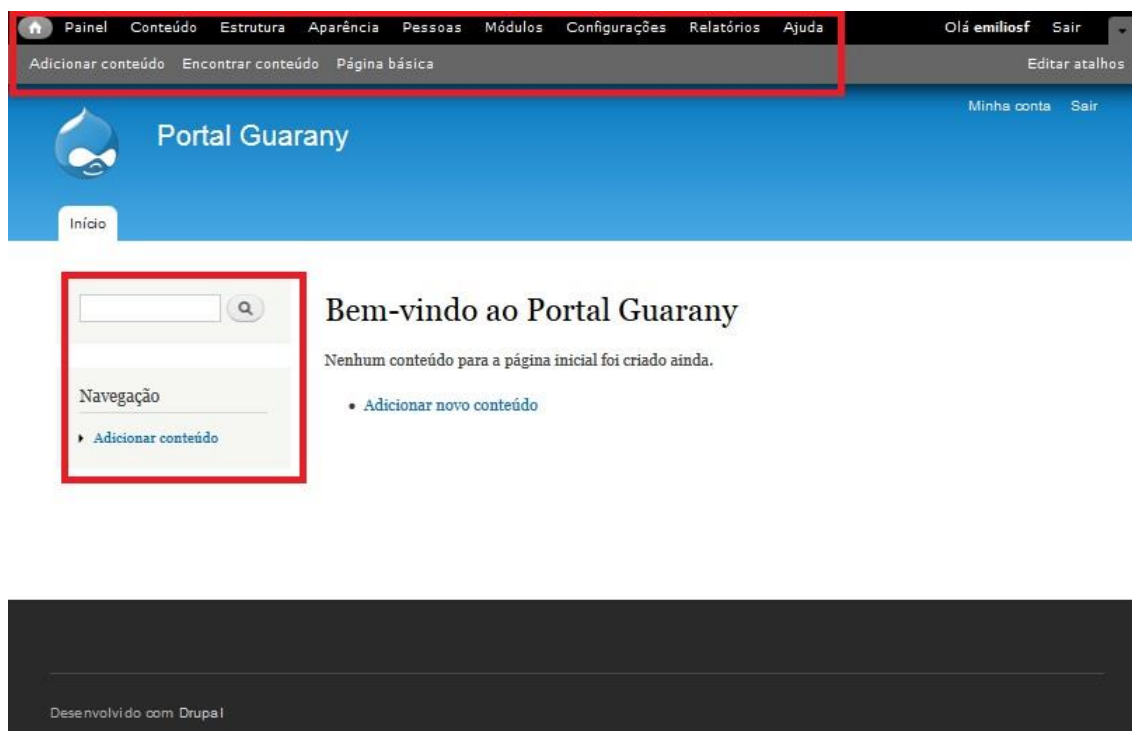 Painel Conteúdo Estrutura Aparência Pessoas Módulos Configurações Relatórios Ajuda Olá emiliosf Sair
Adicionar conteúdo Encontrar conteúdo Página básica Editar atalhos
Minha conta Sair
Portal Guarany
Início
Bem-vindo ao Portal Guarany
Nenhum conteúdo para a página inicial foi criado ainda.
Navegação
Adicionar novo conteúdo
Adicionar conteúdo
Desenvolvido com Drupal